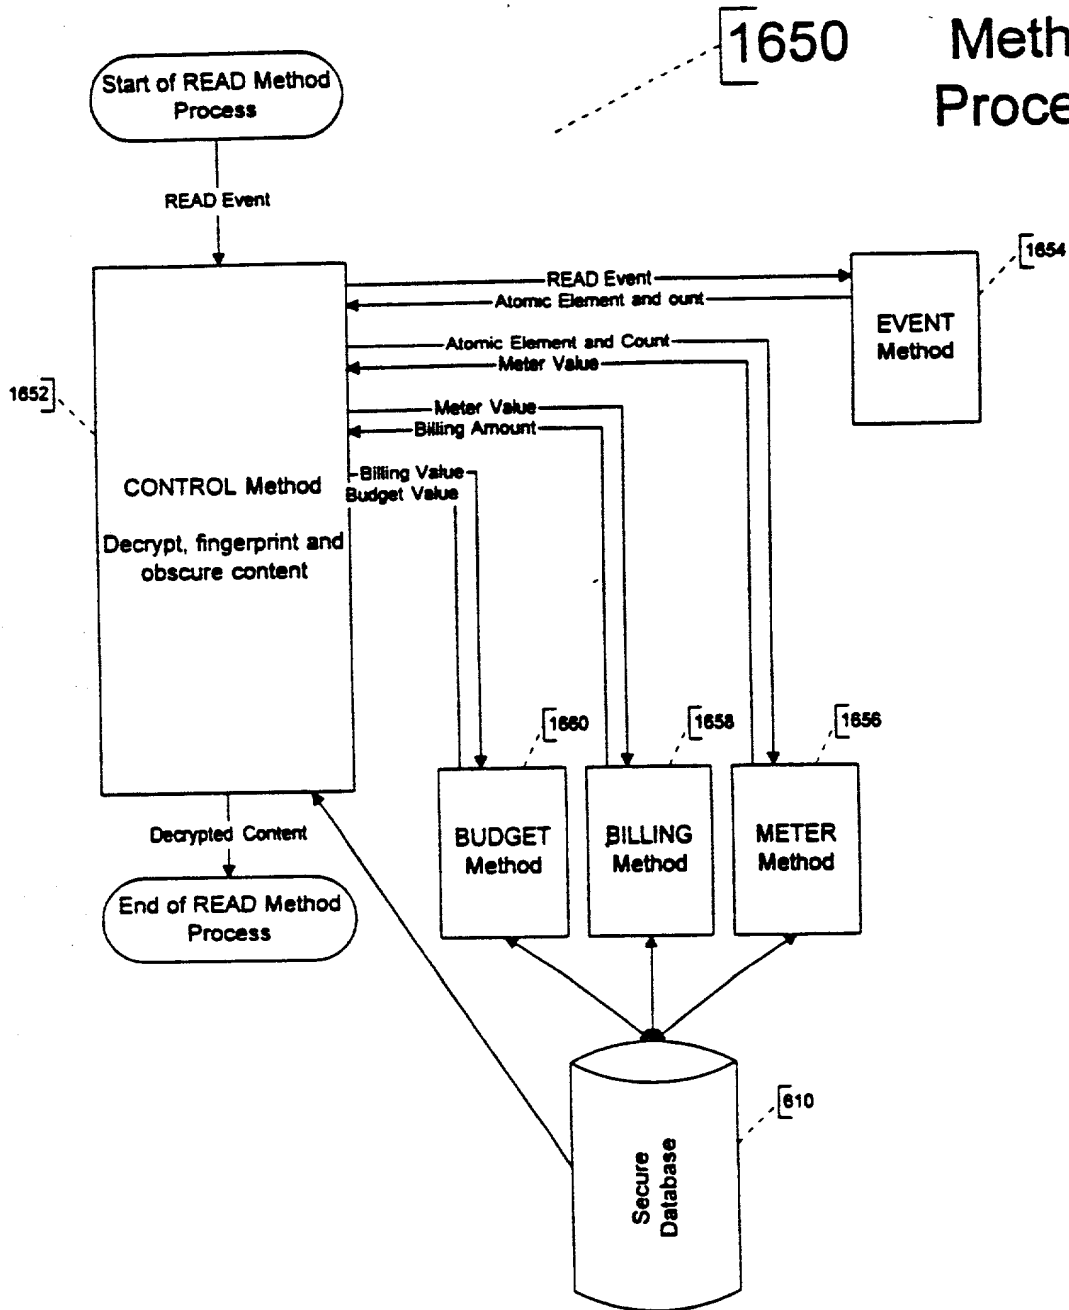 1650 Meth
Proce
Start of READ Method
Process
READ Event
READ Event
Atomic Element and ount
1654
EVENT
Method
Atomic Element and Count
Meter Value
1652
Meter Value
Billing Amount
Billing Value
Budget Value
CONTROL Method
Decrypt, fingerprint and
obscure content
1660
1658
1656
BUDGET
Method
BILLING
Method
METER
Method
Decrypted Content
End of READ Method
Process
610
Secure
Database